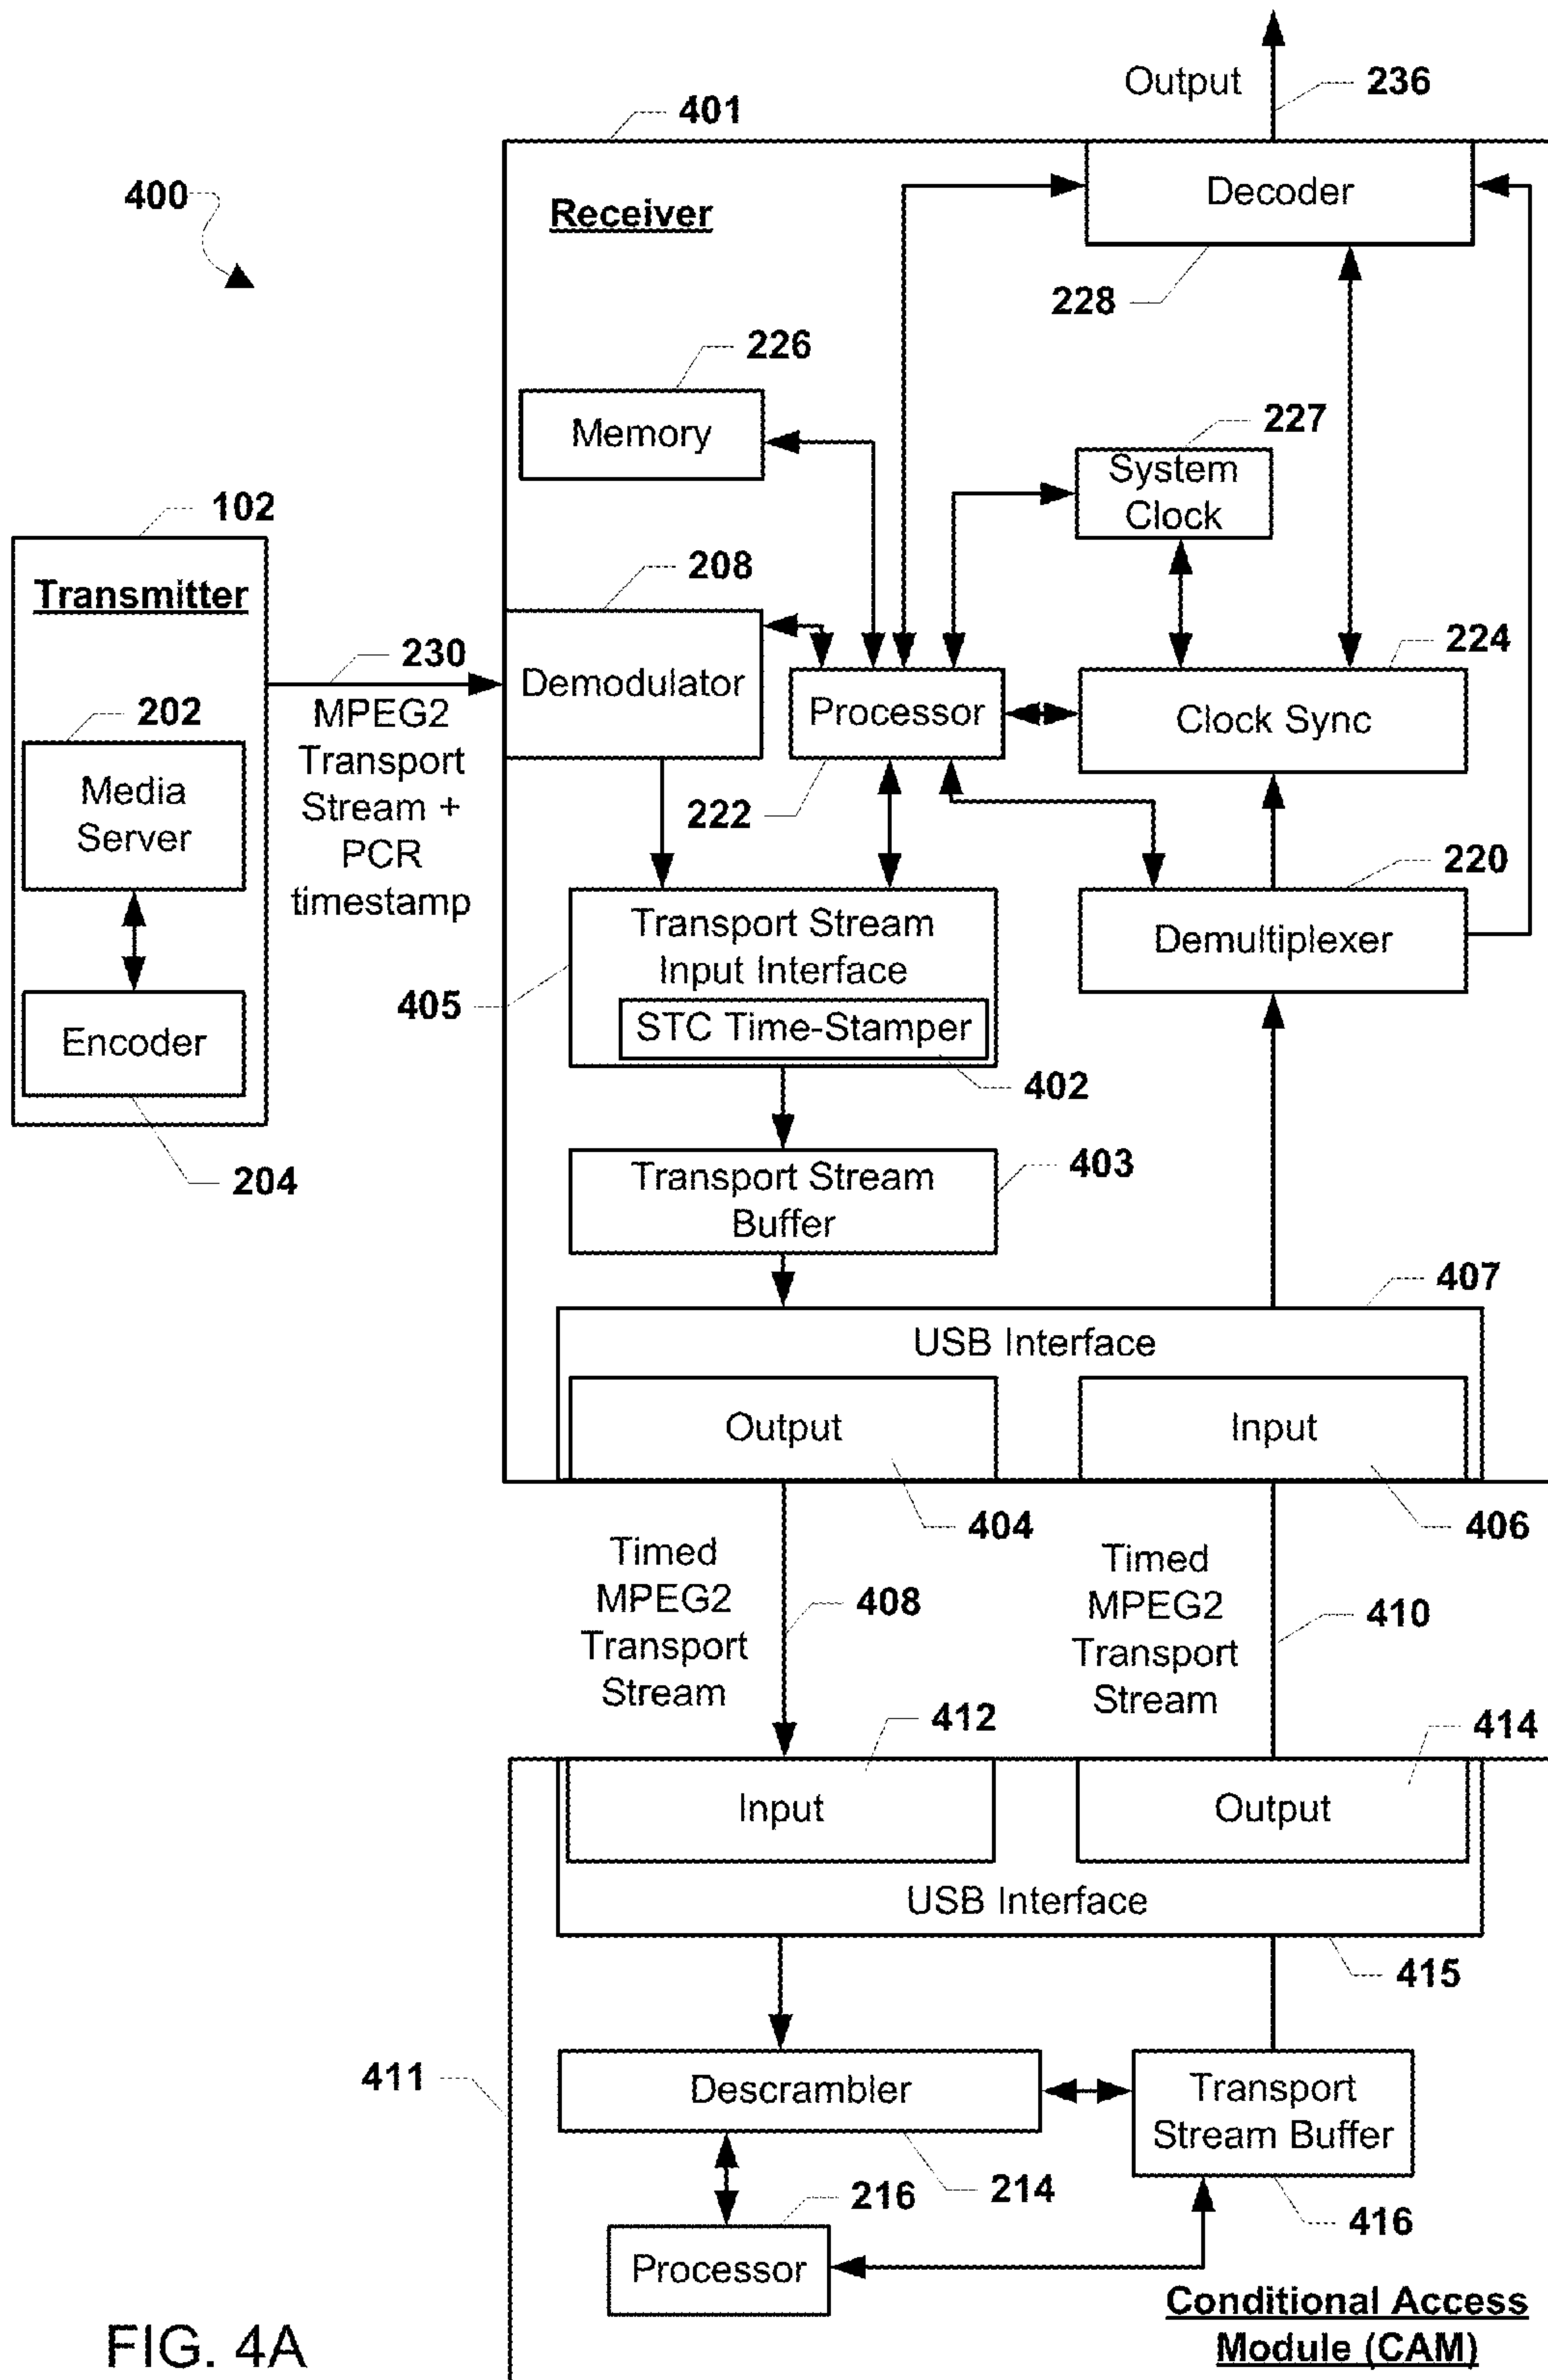 Output
236
401
400
Receiver
Decoder
228
226
Memory
227
System
Clock
102
Transmitter
208
230
Demodulator
224
202
MPEG2
Transport
Stream +
PCR
timestamp
Processor
Clock Sync
Media
Server
222
220
Transport Stream
Input Interface
Demultiplexer
405
STC Time-Stamper
Encoder
402
204
403
Transport Stream
Buffer
407
USB Interface
Output
Input
404
406
Timed
MPEG2
Transport
Stream
408
Timed
MPEG2
Transport
Stream
410
412
414
Input
Output
USB Interface
415
411
Descrambler
Transport
Stream Buffer
216
214
416
Processor
Conditional Access
Module (CAM)
FIG. 4A